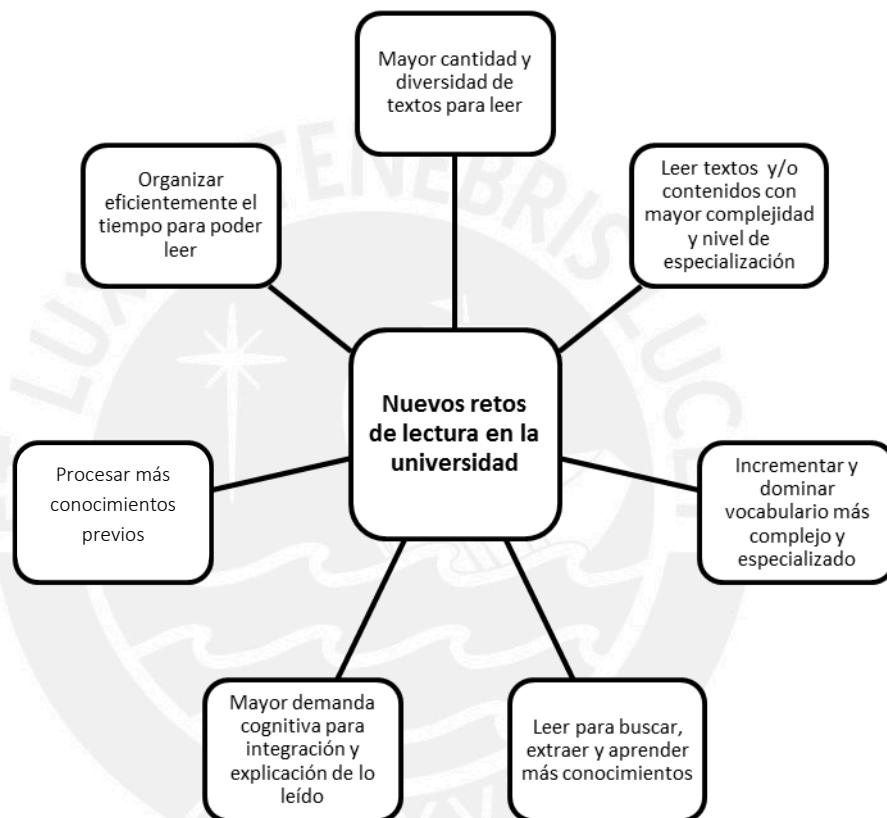 Mayor cantidad y
diversidad de
textos para leer
Organizar
eficientemente el
tiempo para poder
leer
Leer textos y/o
contenidos con
mayor complejidad
y nivel de
especialización
Nuevos retos
de lectura en la
universidad
Procesar más
conocimientos
previos
Incrementar y
dominar
vocabulario más
complejo y
especializado
Mayor demanda
cognitiva para
integración y
explicación de lo
leído
Leer para buscar,
extraer y aprender
más conocimientos